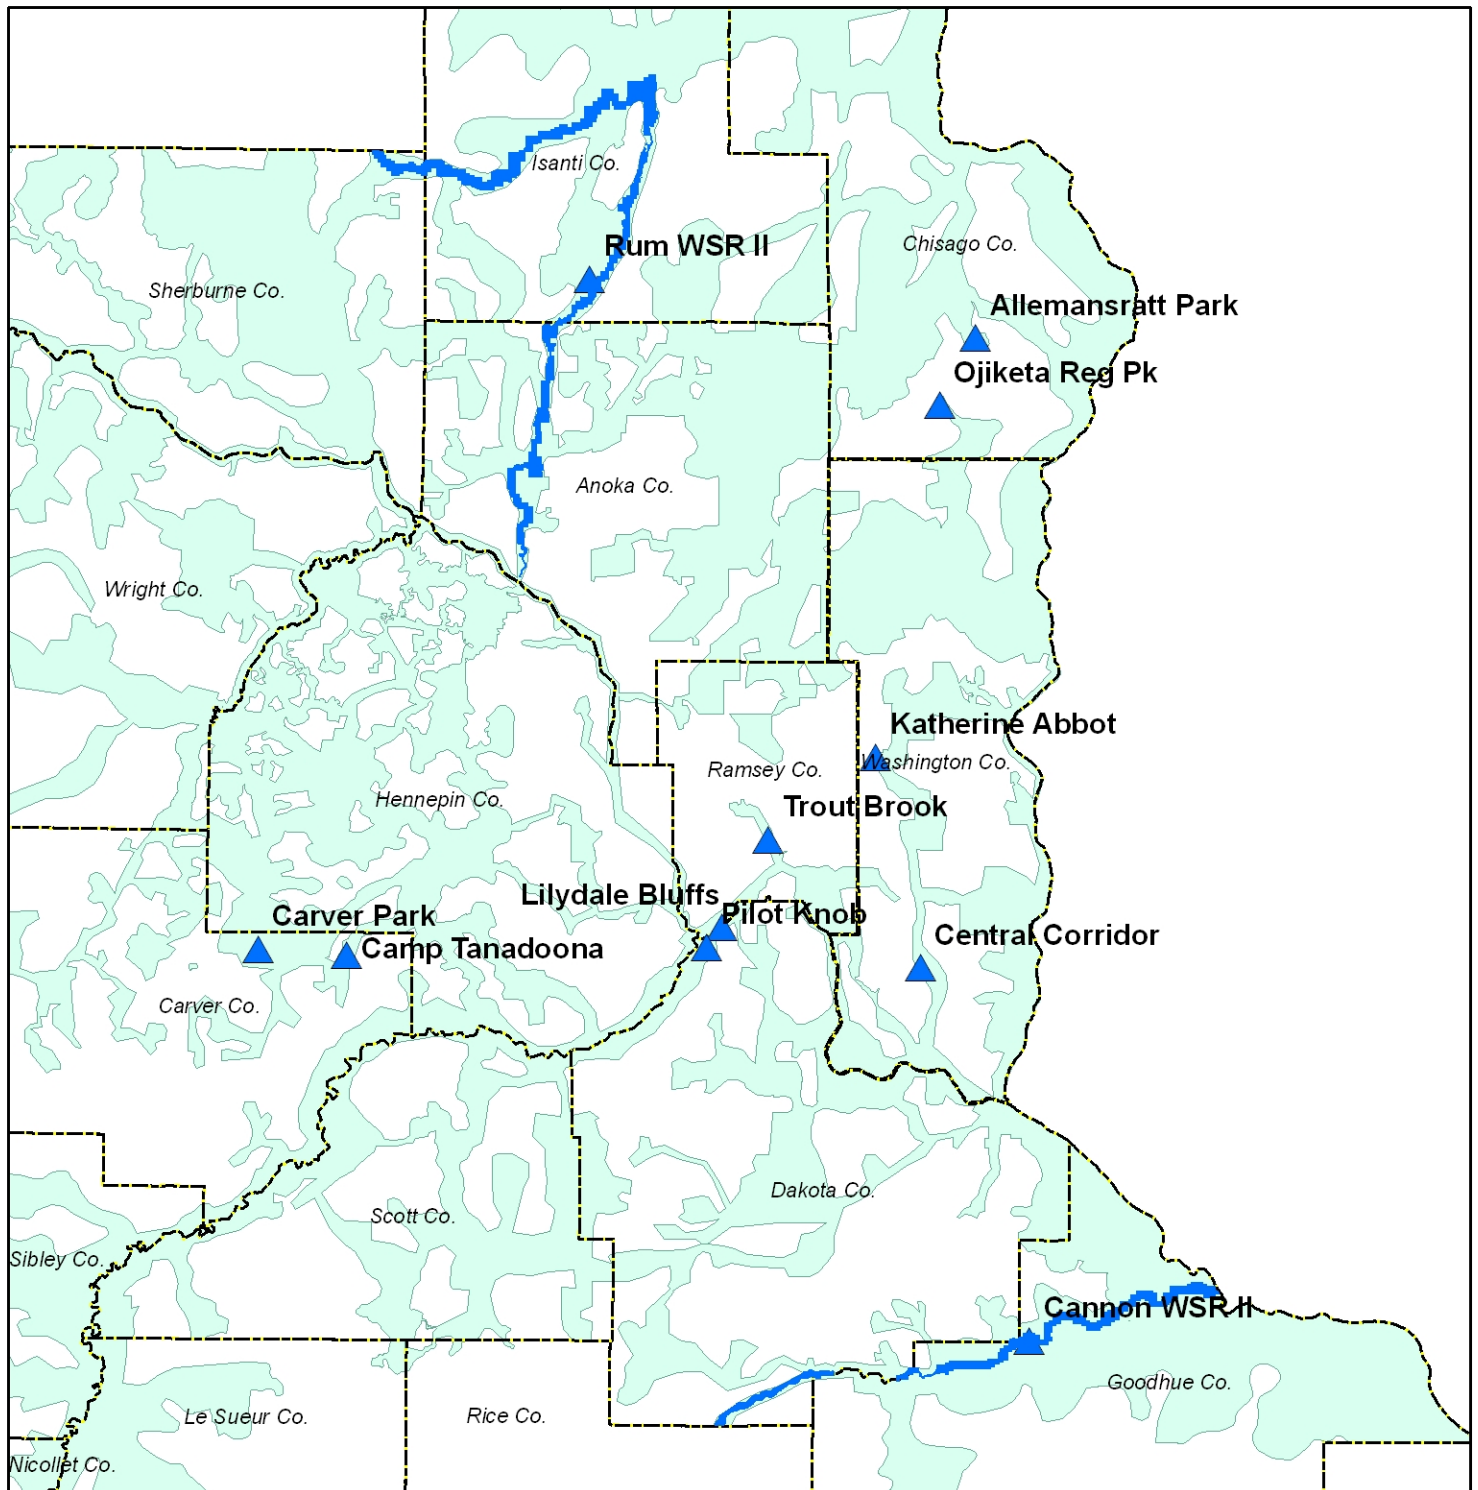 Isanti Co.
Rum WSR II
Chisago Co.
Sherburne Co.
Allemansratt Park
Ojiketa Reg Pk
Anoka Co.
Wright Co.
Katherine Abbot
Washington Co.
Ramsey Co.
Hennepin Co.
Trout Brook
Lilydale Bluffs
Pilot Knob
Carver Park
Central Corridor
Camp Tanadoona
Carver Co.
Dakota Co.
Scott Co.
Sibley Co.
Cannon WSR II
Goodhue Co.
Le Sueur Co.
Rice Co.
Nicollet Co.